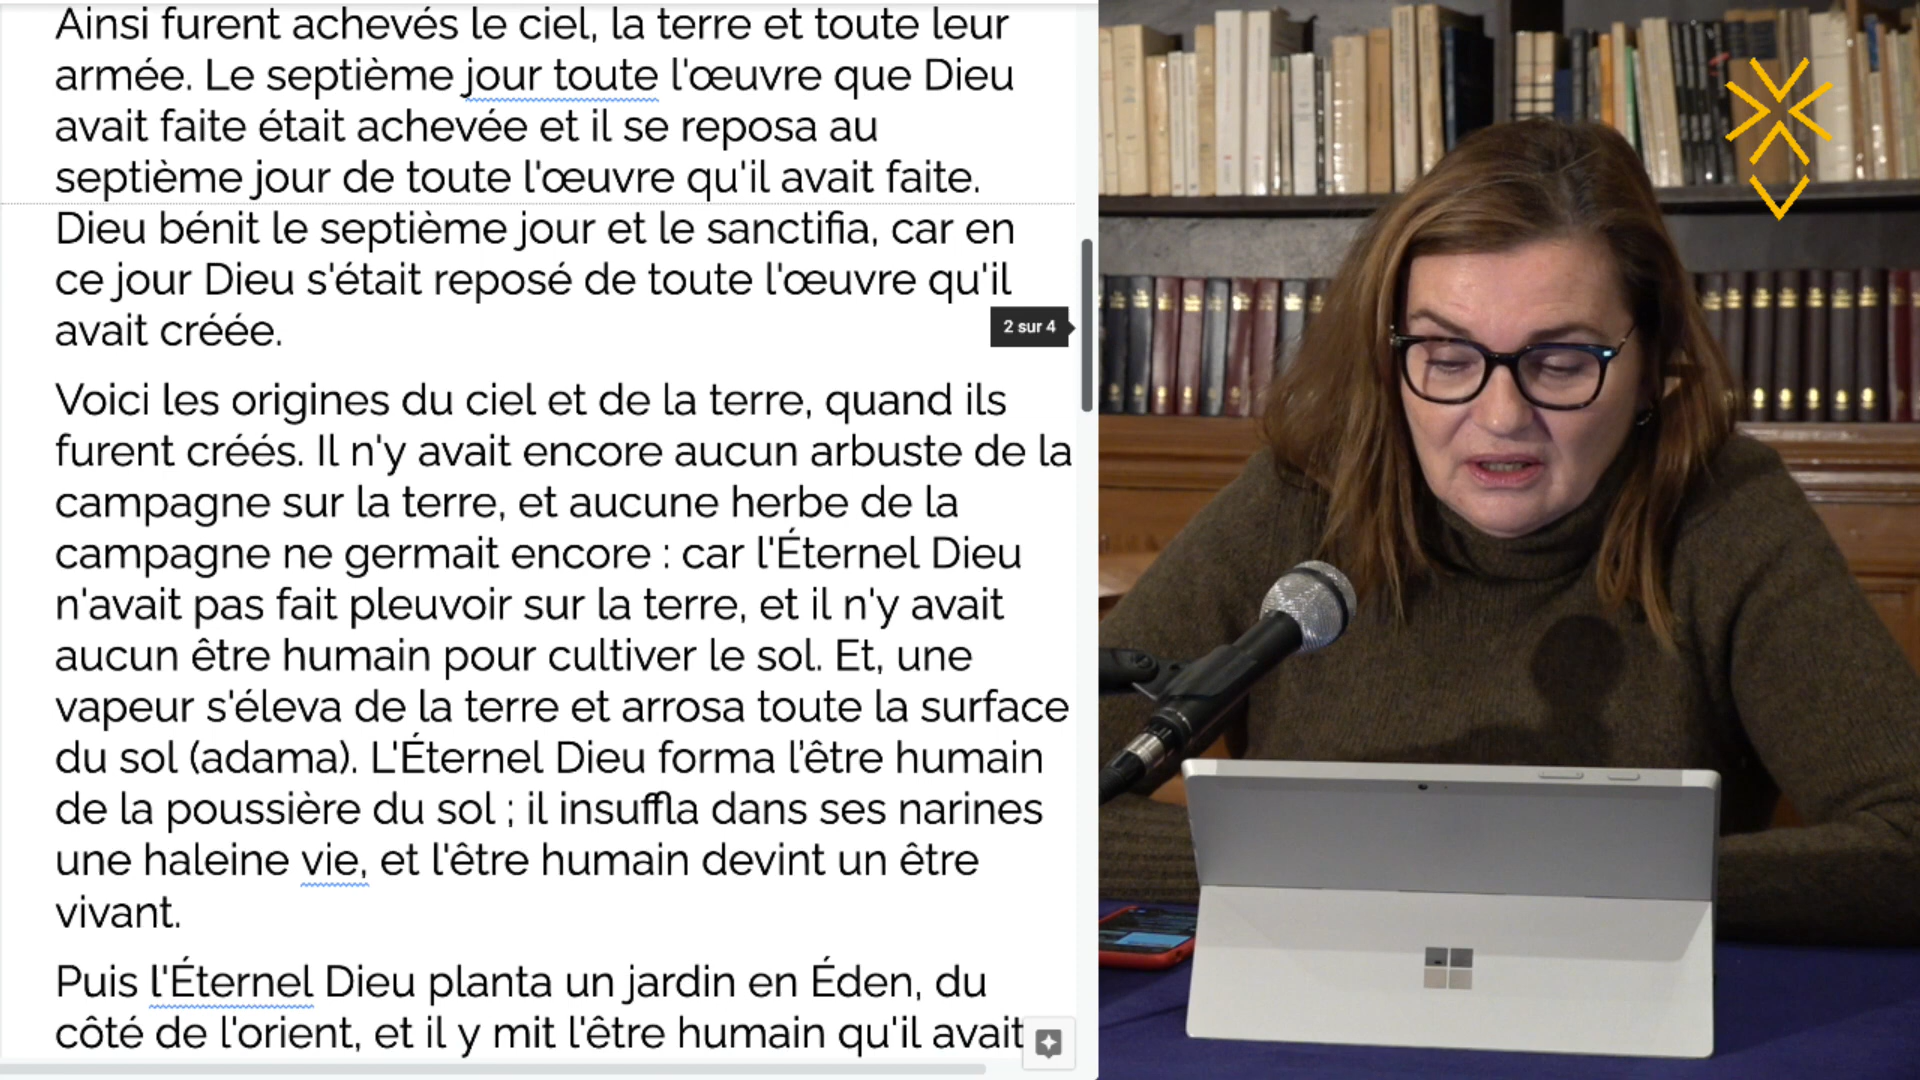 Ainsi furent achevés le ciel, la terre et toute leur
armée. Le septième jour toute l'œuvre que Dieu
avait faite était achevée et il se reposa au
septième jour de toute l'œuvre qu'il avait faite.
Dieu bénit le septième jour et le sanctifia, car en
ce jour Dieu s'était reposé de toute l'œuvre qu'il
avait créée.
2 sur 4
Voici les origines du ciel et de la terre, quand ils
furent créés. Il n'y avait encore aucun arbuste de la
campagne sur la terre, et aucune herbe de la
campagne ne germait encore : car l'Éternel Dieu
n'avait pas fait pleuvoir sur la terre, et il n'y avait
aucun être humain pour cultiver le sol. Et, une
vapeur s'éleva de la terre et arrosa toute la surface
du sol (adama). L'Éternel Dieu forma l'être humain
de la poussière du sol ; il insuffla dans ses narines
une haleine vie, et l'être humain devint un être
vivant.
Puis l'Éternel Dieu planta un jardin en Éden, du
côté de l'orient, et il y mit l'être humain qu'il avait